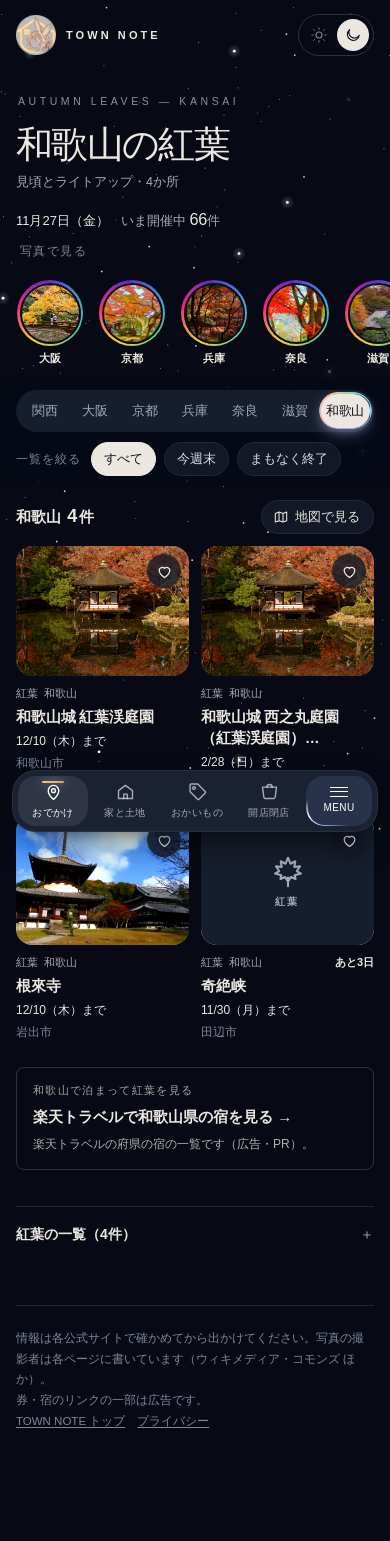 TOWN NOTE
AUTUMN LEAVES — KANSAI
和歌山の紅葉
見頃とライトアップ・4か所
11月27日（金） いま開催中 66件
写真で見る
大阪 京都 兵庫 奈良 滋賀
関西 大阪 京都 兵庫 奈良 滋賀 和歌山
一覧を絞る すべて 今週末 まもなく終了
和歌山 4件 地図で見る
紅葉 和歌山
和歌山城 紅葉渓庭園
12/10（木）まで
和歌山市
紅葉 和歌山
和歌山城 西之丸庭園
（紅葉渓庭園）…
2/28（日）まで
おでかけ 家と土地 おかいもの 開店閉店 MENU
紅葉
紅葉 和歌山
根來寺
12/10（木）まで
岩出市
紅葉 和歌山 あと3日
奇絶峡
11/30（月）まで
田辺市
和歌山で泊まって紅葉を見る
楽天トラベルで和歌山県の宿を見る →
楽天トラベルの府県の宿の一覧です（広告・PR）。
紅葉の一覧（4件） +
情報は各公式サイトで確かめてから出かけてください。写真の撮
影者は各ページに書いています（ウィキメディア・コモンズ ほ
か）。
券・宿のリンクの一部は広告です。
TOWN NOTE トップ プライバシー